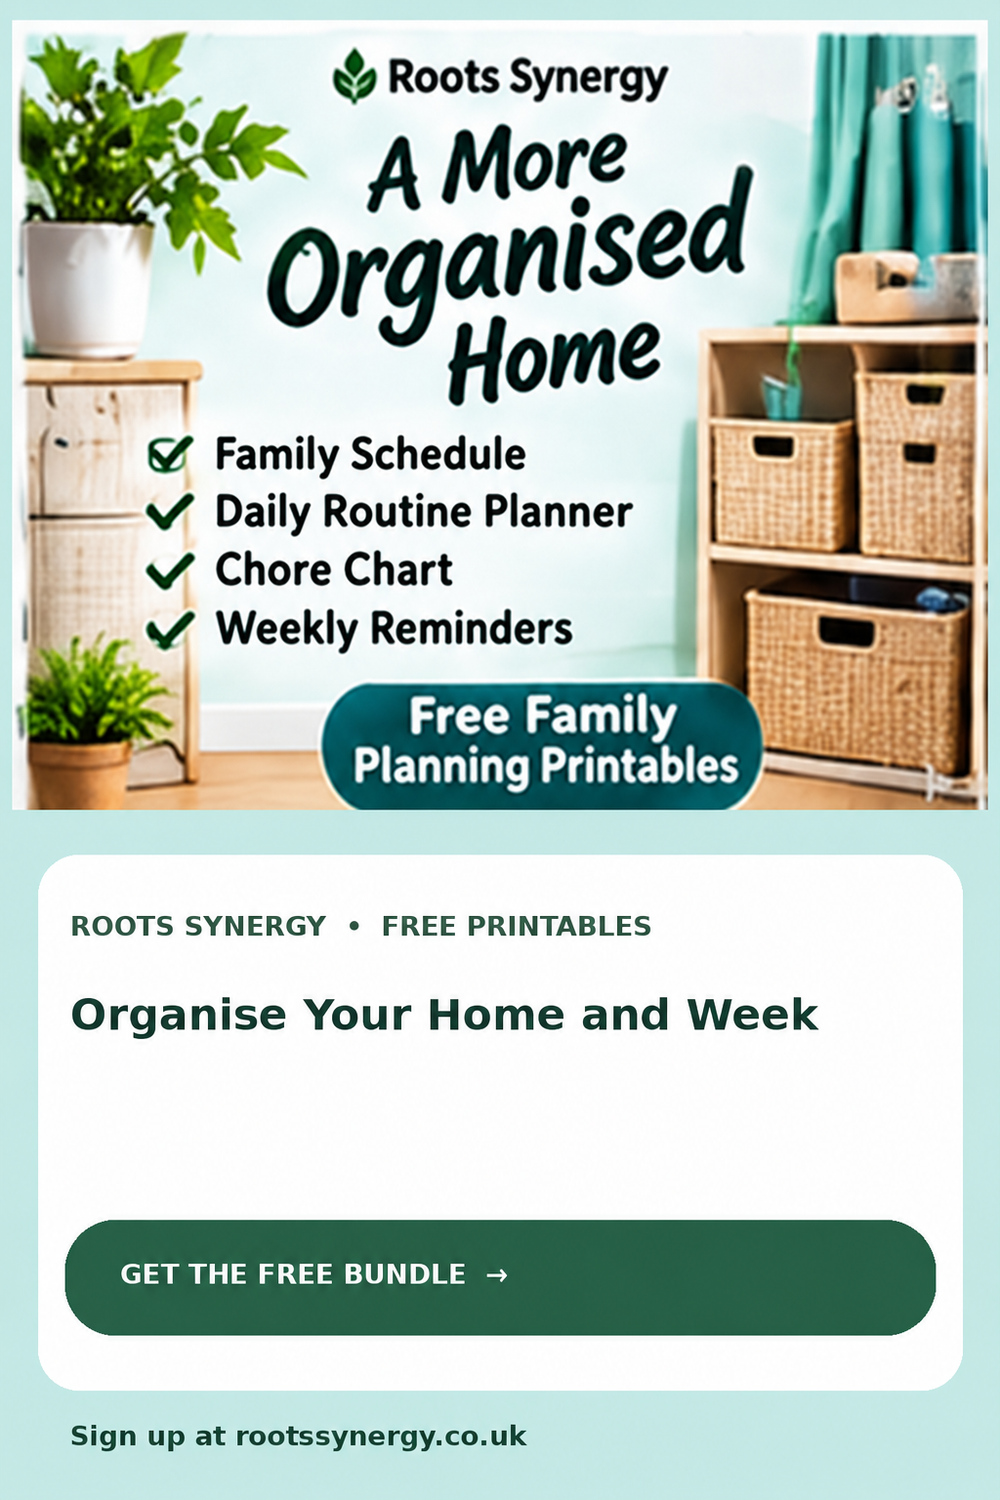 Roots Synergy
A More
Organised
Home
Family Schedule
Daily Routine Planner
Chore Chart
Weekly Reminders
Free Family
Planning Printables
ROOTS SYNERGY • FREE PRINTABLES
Organise Your Home and Week
GET THE FREE BUNDLE →
Sign up at rootssynergy.co.uk